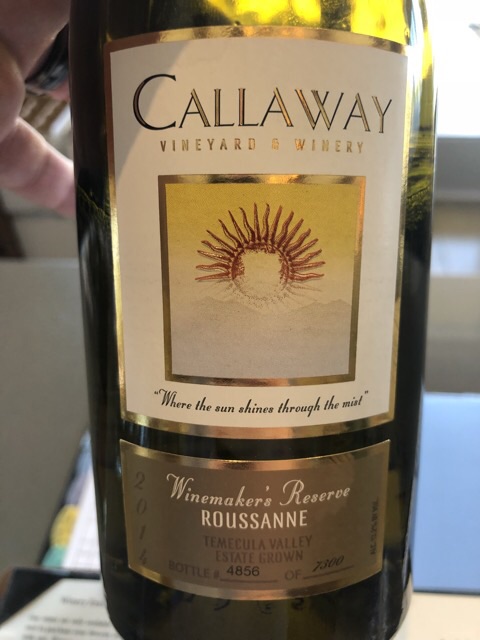 CALLAWAY
VINEYARD & WINERY
"Where the sun shines through the mist"
2014
Winemaker's Reserve
ROUSSANNE
TEMECULA VALLEY
ESTATE GROWN
BOTTLE # 4856 OF 7300